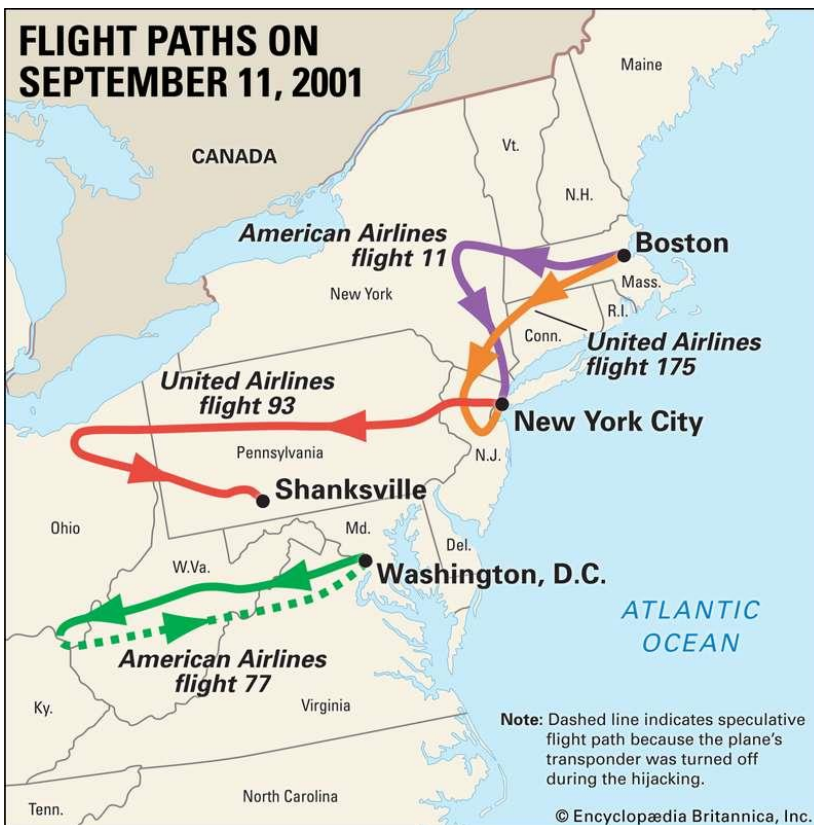 FLIGHT PATHS ON
SEPTEMBER 11, 2001
Maine
CANADA
Vt.
N.H.
American Airlines
flight 11
Boston
Mass.
New York
R.I.
Conn.
United Airlines
flight 175
United Airlines
flight 93
New York City
Pennsylvania
N.J.
Shanksville
Ohio
Md.
Del.
W.Va.
Washington, D.C.
ATLANTIC
OCEAN
American Airlines
flight 77
Ky.
Virginia
Note: Dashed line indicates speculative
flight path because the plane's
transponder was turned off
during the hijacking.
North Carolina
Tenn.
© Encyclopædia Britannica, Inc.